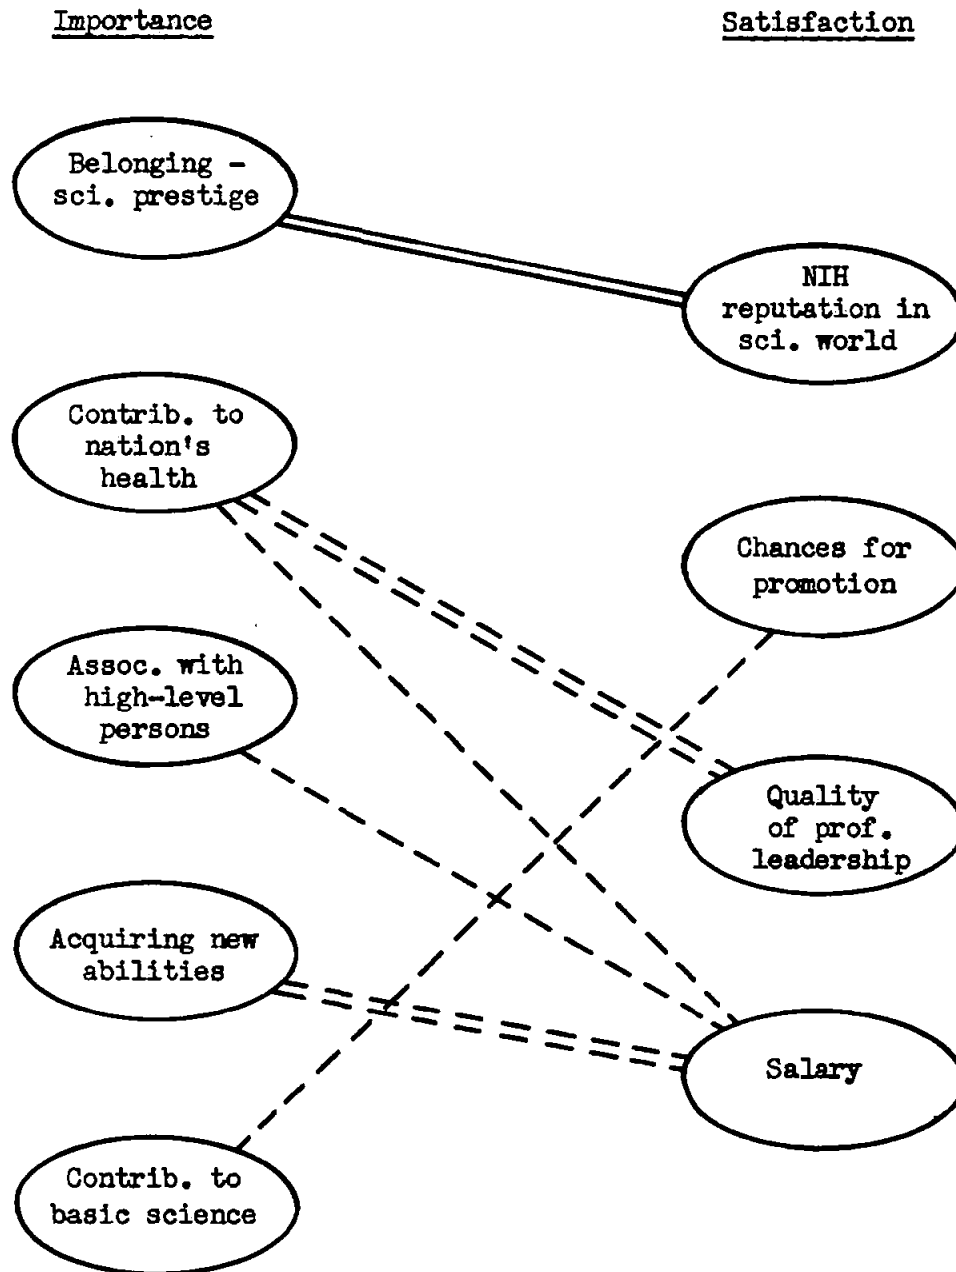 Importance
Satisfaction
Belonging -
sci. prestige
NIH
reputation in
sci. world
Contrib. to
nation's
health
Chances for
promotion
Assoc. with
high-level
persons
Quality
of prof.
leadership
Acquiring new
abilities
Salary
Contrib. to
basic science